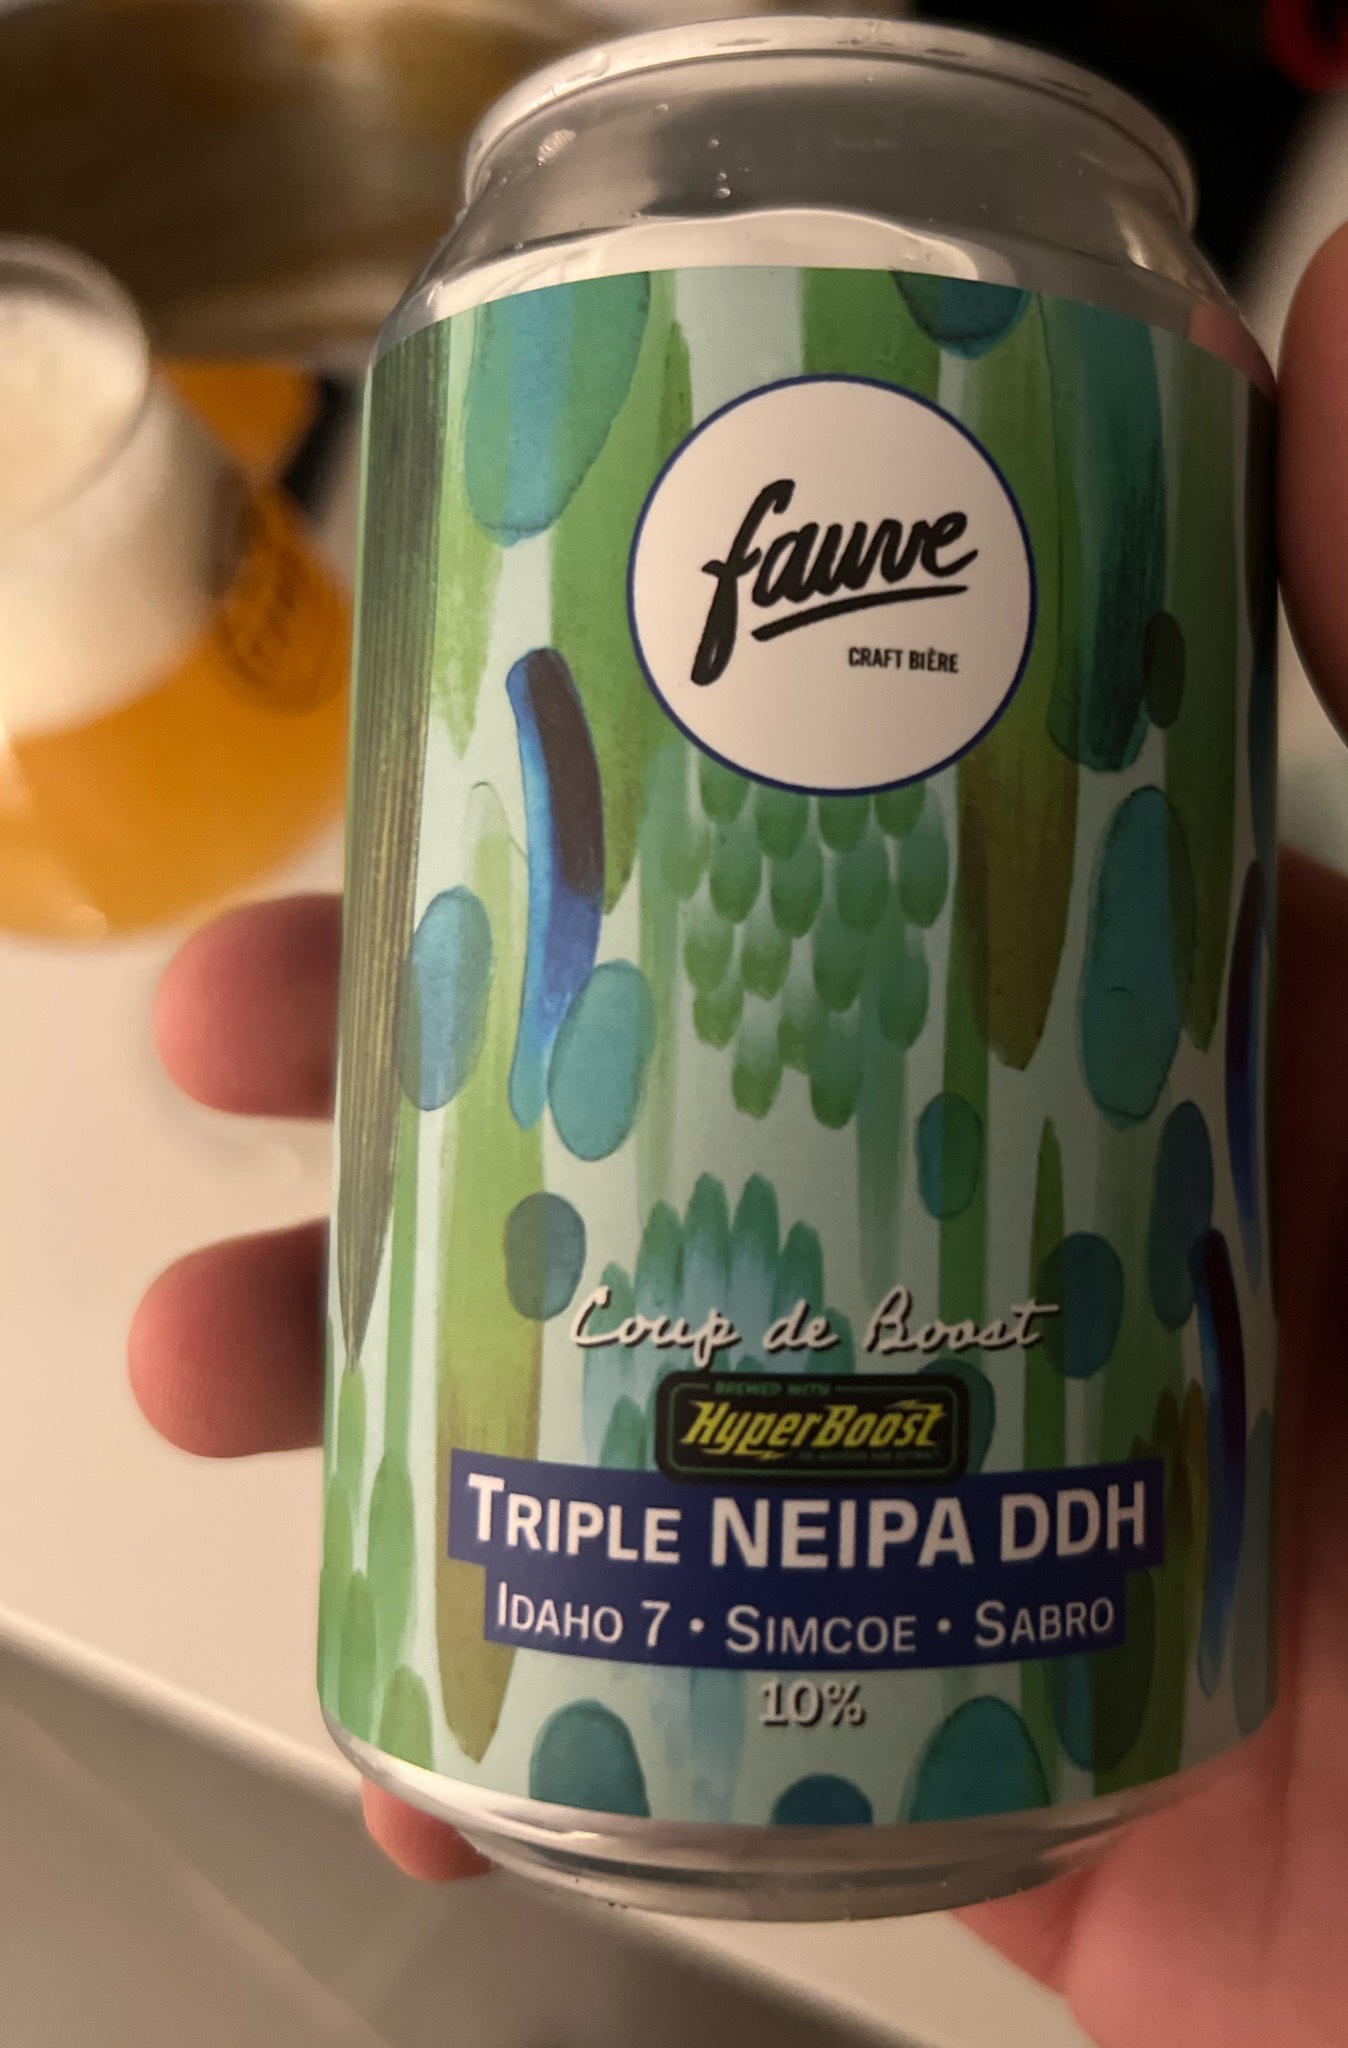 fauve
CRAFT BIÈRE
Coup de Boost
BREWED WITH
HyperBoost
TRIPLE NEIPA DDH
IDAHO 7 • SIMCOE • SABRO
10%